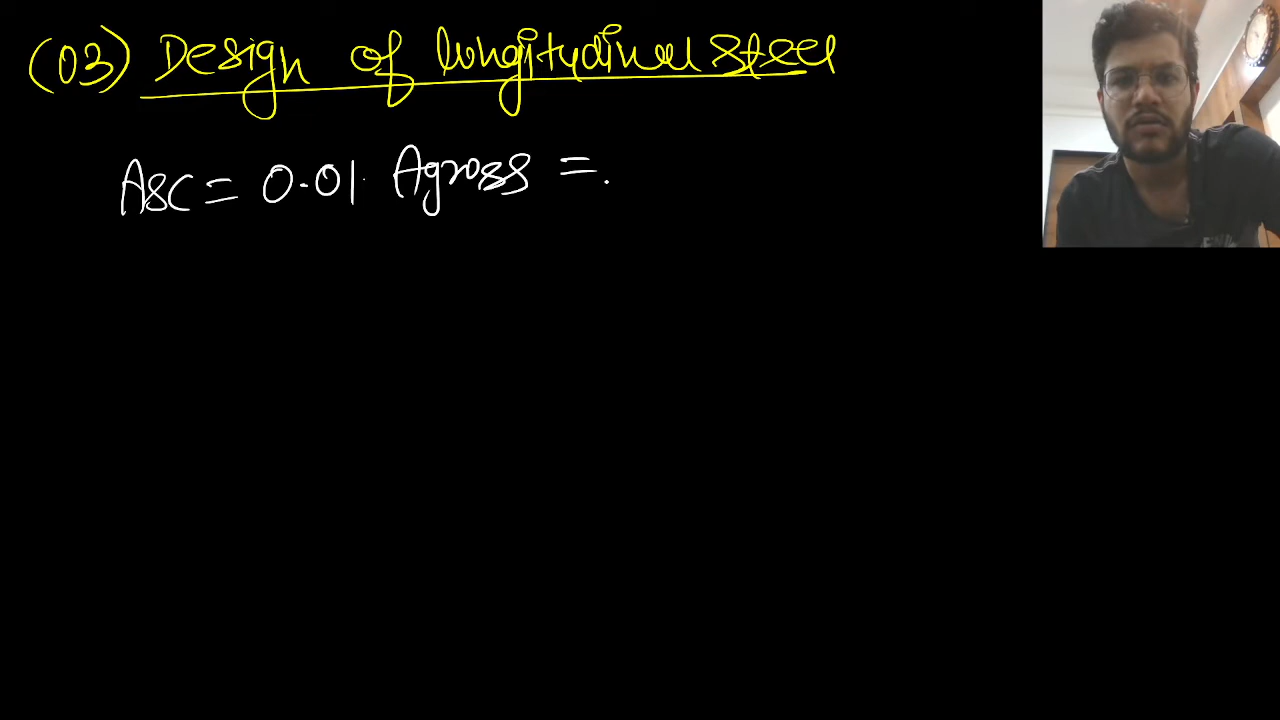 (03) Design of longitudinal steel
Asc = 0.01 Agross =